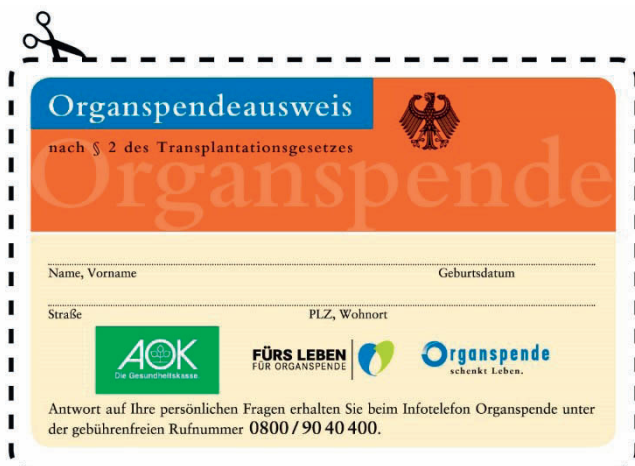 Organspendeausweis
nach § 2 des Transplantationsgesetzes
Organspende
Name, Vorname Geburtsdatum
Straße PLZ, Wohnort
AOK
Die Gesundheitskasse.
FÜRS LEBEN
FÜR ORGANSPENDE
Organspende
schenkt Leben.
Antwort auf Ihre persönlichen Fragen erhalten Sie beim Infotelefon Organspende unter
der gebührenfreien Rufnummer 0800 / 90 40 400.